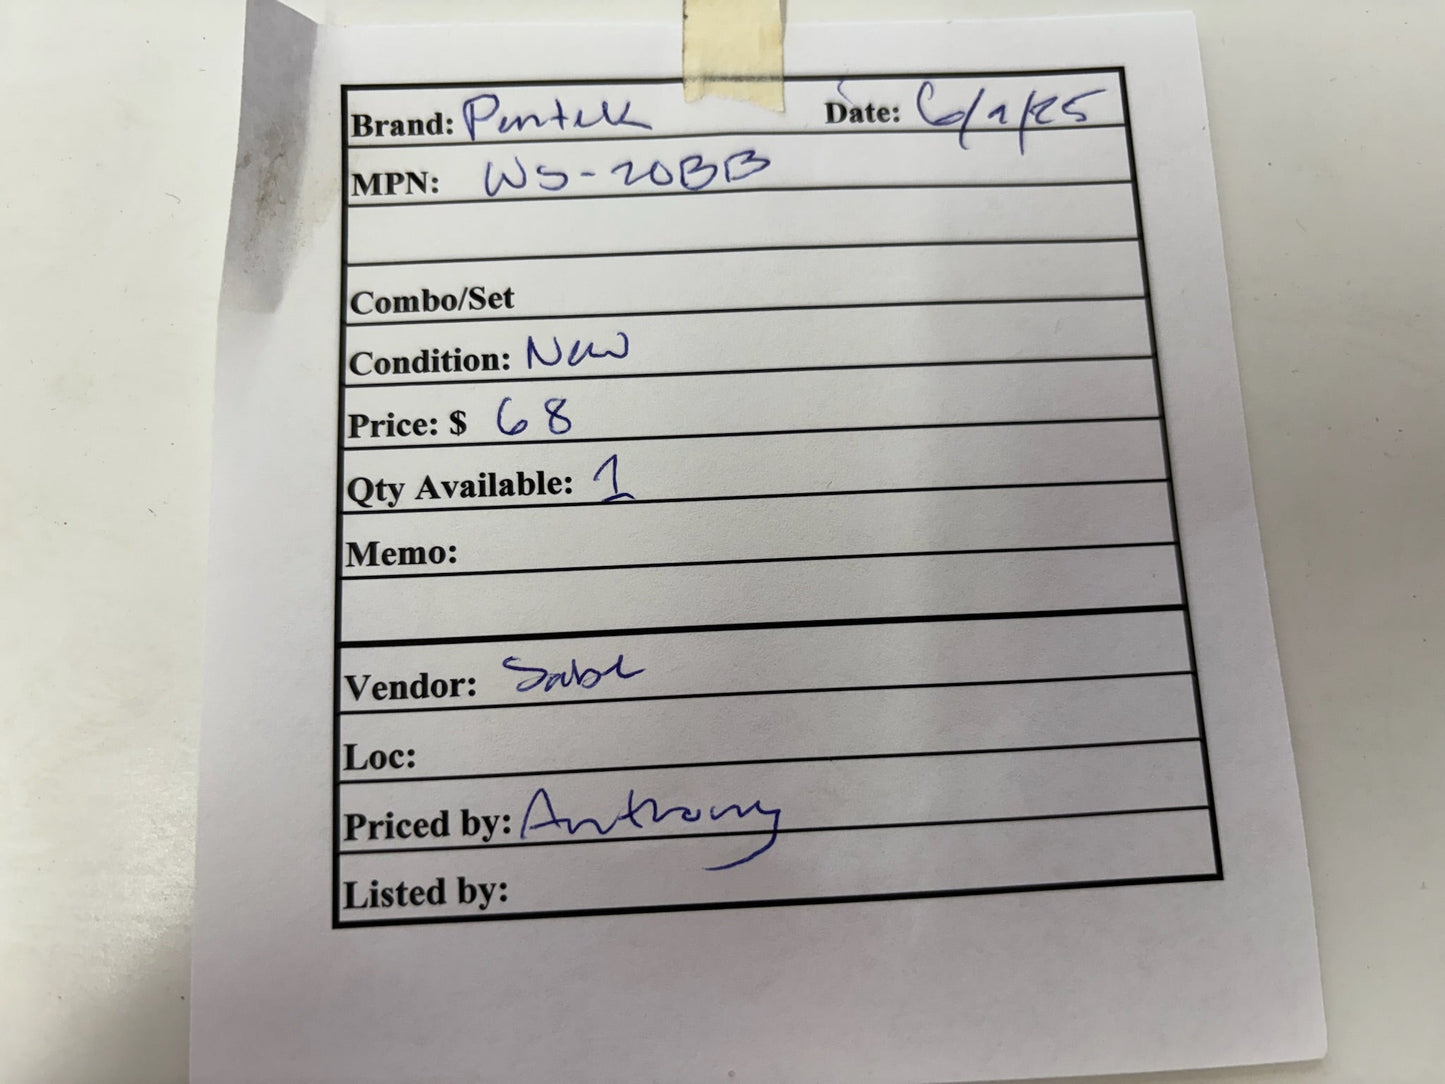 Brand: Pentek Date: 6/1/25
MPN: WS-20BB
Combo/Set
Condition: New
Price: $ 68
Qty Available: 1
Memo:
Vendor:
Loc:
Priced by: Anthony
Listed by: